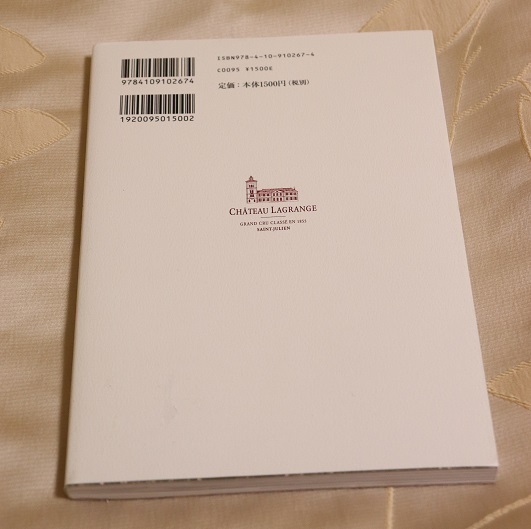 ISBN978-4-10-910267-4
C0095 ¥1500E
定価：本体1500円（税別）
9784109102674
1920095015002
CHÂTEAU LAGRANGE
GRAND CRU CLASSÉ EN 1855
SAINT-JULIEN